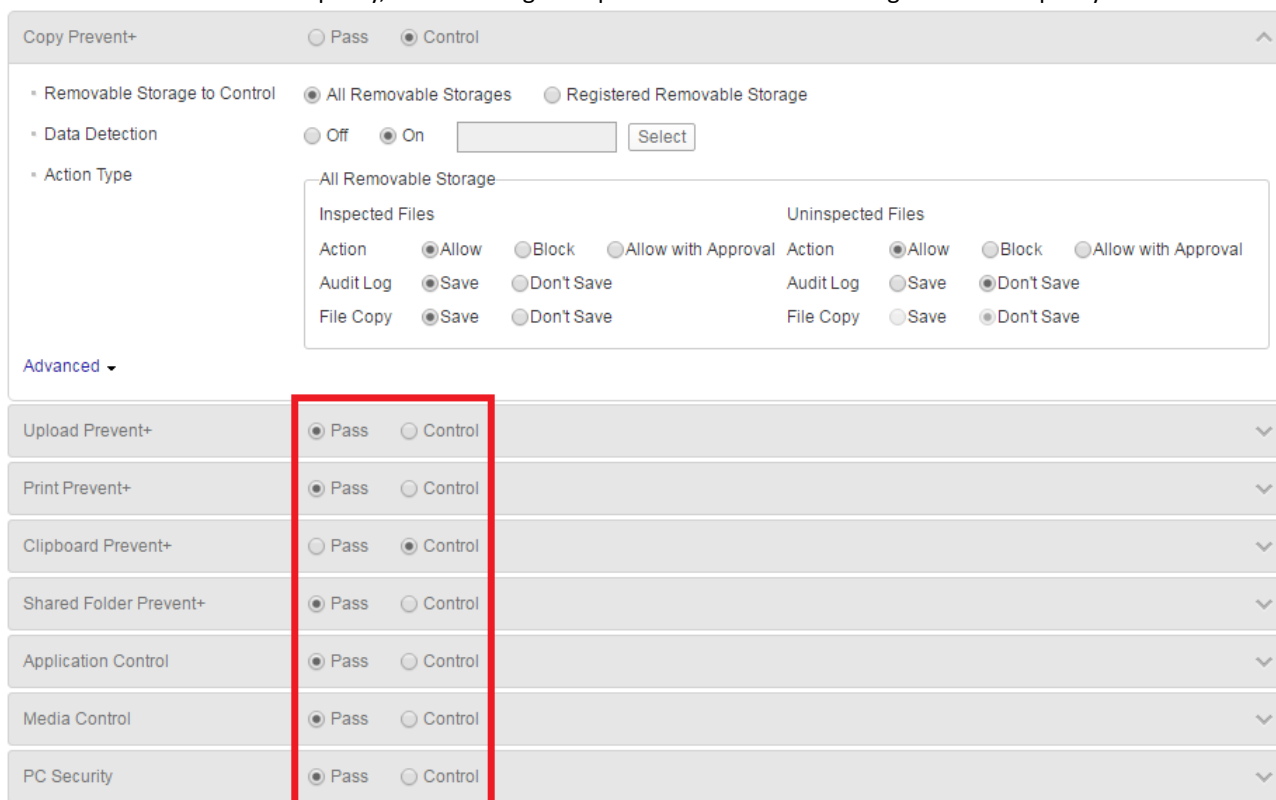 Copy Prevent+ Pass Control
Removable Storage to Control All Removable Storages Registered Removable Storage
Data Detection Off On Select
Action Type All Removable Storage
Inspected Files Uninspected Files
Action Allow Block Allow with Approval Action Allow Block Allow with Approval
Audit Log Save Don't Save Audit Log Save Don't Save
File Copy Save Don't Save File Copy Save Don't Save
Advanced
Upload Prevent+ Pass Control
Print Prevent+ Pass Control
Clipboard Prevent+ Pass Control
Shared Folder Prevent+ Pass Control
Application Control Pass Control
Media Control Pass Control
PC Security Pass Control